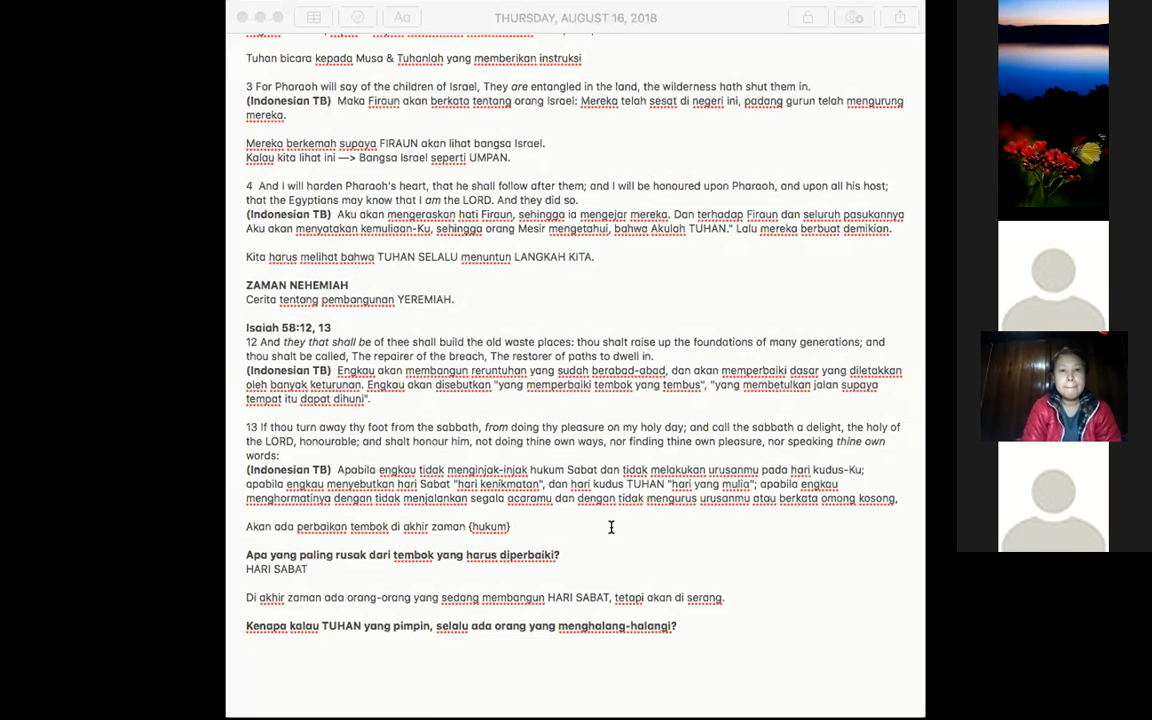 Aa
THURSDAY, AUGUST 16, 2018
Tuhan bicara kepada Musa & Tuhanlah yang memberikan instruksi
3 For Pharaoh will say of the children of Israel, They are entangled in the land, the wilderness hath shut them in.
(Indonesian TB)  Maka Firaun akan berkata tentang orang Israel: Mereka telah sesat di negeri ini, padang gurun telah mengurung
mereka.
Mereka berkemah supaya FIRAUN akan lihat bangsa Israel.
Kalau kita lihat ini —> Bangsa Israel seperti UMPAN.
4  And I will harden Pharaoh's heart, that he shall follow after them; and I will be honoured upon Pharaoh, and upon all his host;
that the Egyptians may know that I am the LORD. And they did so.
(Indonesian TB)  Aku akan mengeraskan hati Firaun, sehingga ia mengejar mereka. Dan terhadap Firaun dan seluruh pasukannya
Aku akan menyatakan kemuliaan-Ku, sehingga orang Mesir mengetahui, bahwa Akulah TUHAN." Lalu mereka berbuat demikian.
Kita harus melihat bahwa TUHAN SELALU menuntun LANGKAH KITA.
ZAMAN NEHEMIAH
Cerita tentang pembangunan YEREMIAH.
Isaiah 58:12, 13
12 And they that shall be of thee shall build the old waste places: thou shalt raise up the foundations of many generations; and
thou shalt be called, The repairer of the breach, The restorer of paths to dwell in.
(Indonesian TB)  Engkau akan membangun reruntuhan yang sudah berabad-abad, dan akan memperbaiki dasar yang diletakkan
oleh banyak keturunan. Engkau akan disebutkan "yang memperbaiki tembok yang tembus", "yang membetulkan jalan supaya
tempat itu dapat dihuni".
13 If thou turn away thy foot from the sabbath, from doing thy pleasure on my holy day; and call the sabbath a delight, the holy of
the LORD, honourable; and shalt honour him, not doing thine own ways, nor finding thine own pleasure, nor speaking thine own
words:
(Indonesian TB)  Apabila engkau tidak menginjak-injak hukum Sabat dan tidak melakukan urusanmu pada hari kudus-Ku;
apabila engkau menyebutkan hari Sabat "hari kenikmatan", dan hari kudus TUHAN "hari yang mulia"; apabila engkau
menghormatinya dengan tidak menjalankan segala acaramu dan dengan tidak mengurus urusanmu atau berkata omong kosong,
Akan ada perbaikan tembok di akhir zaman {hukum}
Apa yang paling rusak dari tembok yang harus diperbaiki?
HARI SABAT
Di akhir zaman ada orang-orang yang sedang membangun HARI SABAT, tetapi akan di serang.
Kenapa kalau TUHAN yang pimpin, selalu ada orang yang menghalang-halangi?